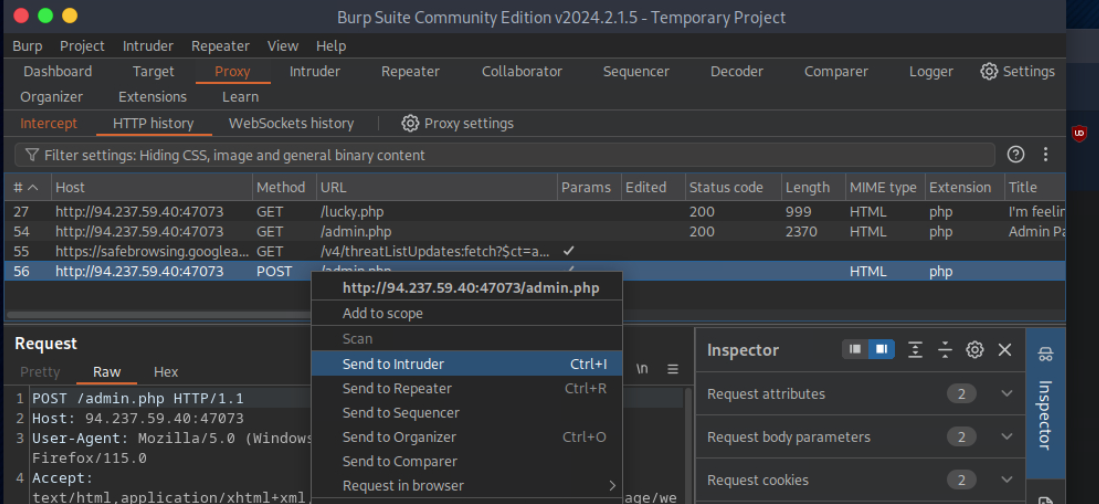 Burp Suite Community Edition v2024.2.1.5 - Temporary Project
Burp Project Intruder Repeater View Help
Dashboard Target Proxy Intruder Repeater Collaborator Sequencer Decoder Comparer Logger Settings
Organizer Extensions Learn
Intercept HTTP history WebSockets history Proxy settings
Filter settings: Hiding CSS, image and general binary content
# Host Method URL Params Edited Status code Length MIME type Extension Title
27 http://94.237.59.40:47073 GET /lucky.php 200 999 HTML php I'm feelin
54 http://94.237.59.40:47073 GET /admin.php 200 2370 HTML php Admin Pa
55 https://safebrowsing.googlea... GET /v4/threatListUpdates:fetch?$ct=a... ✓
56 http://94.237.59.40:47073 POST /admin.php ✓ HTML php
http://94.237.59.40:47073/admin.php
Add to scope
Scan
Send to Intruder Ctrl+I
Send to Repeater Ctrl+R
Send to Sequencer
Send to Organizer Ctrl+O
Send to Comparer
Request in browser
Request
Pretty Raw Hex \n
1 POST /admin.php HTTP/1.1
2 Host: 94.237.59.40:47073
3 User-Agent: Mozilla/5.0 (Windows
Firefox/115.0
4 Accept:
text/html,application/xhtml+xml, age/we
Inspector
Request attributes 2
Request body parameters 2
Request cookies 2
Inspector